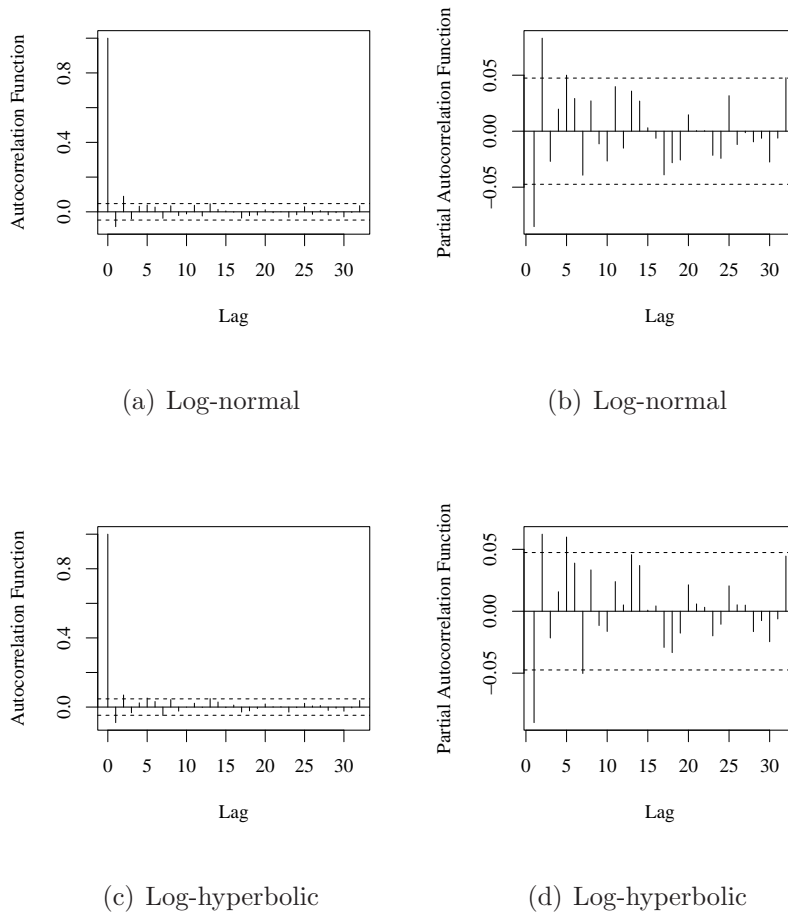 Autocorrelation Function
0.0
0.4
0.8
0 5 10 15 20 25 30
Lag
(a) Log-normal
Partial Autocorrelation Function
−0.05
0.00
0.05
0 5 10 15 20 25 30
Lag
(b) Log-normal
Autocorrelation Function
0.0
0.4
0.8
0 5 10 15 20 25 30
Lag
(c) Log-hyperbolic
Partial Autocorrelation Function
−0.05
0.05
0 5 10 15 20 25 30
Lag
(d) Log-hyperbolic